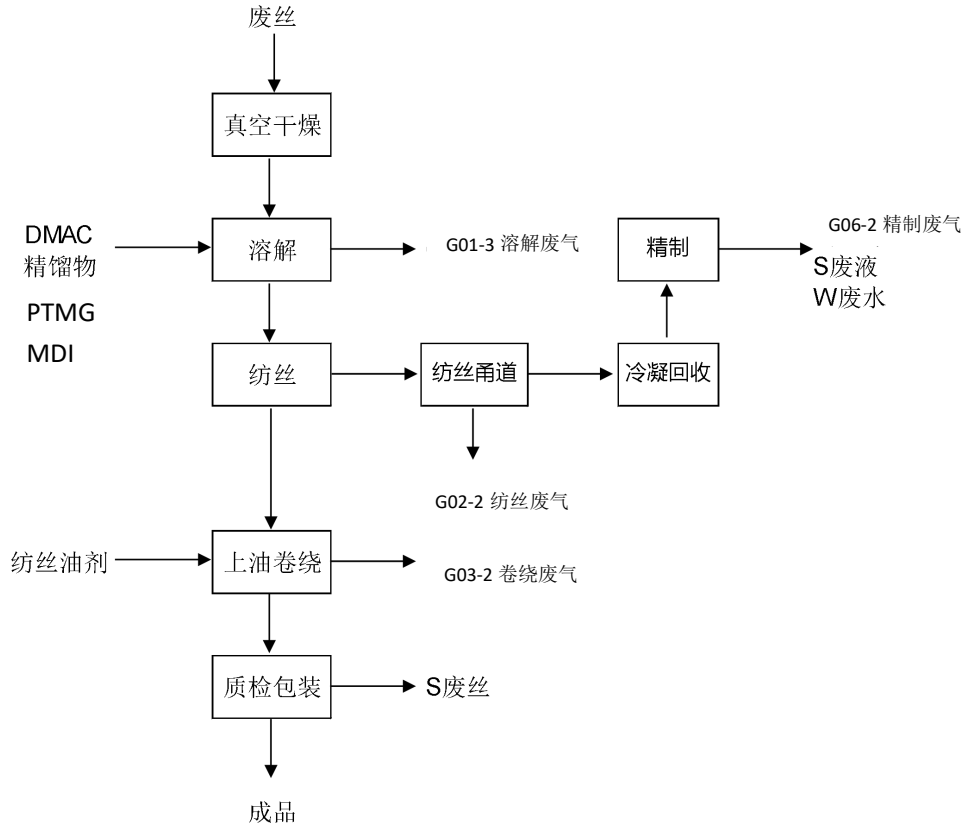 废丝
真空干燥
DMAC
精馏物
PTMG
MDI
溶解
G01-3 溶解废气
精制
G06-2 精制废气
S废液
W废水
纺丝
纺丝甬道
冷凝回收
G02-2 纺丝废气
纺丝油剂
上油卷绕
G03-2 卷绕废气
质检包装
S废丝
成品